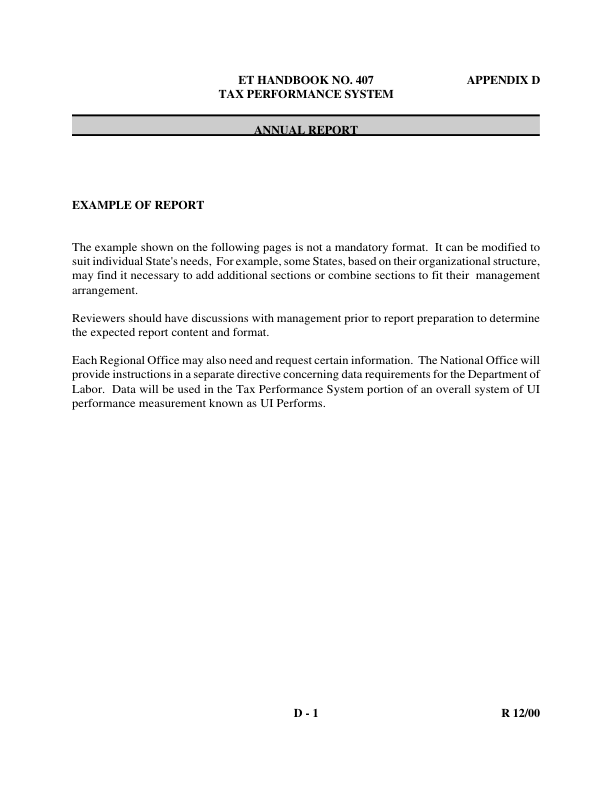 ET HANDBOOK NO. 407 APPENDIX D
TAX PERFORMANCE SYSTEM
ANNUAL REPORT
EXAMPLE OF REPORT
The example shown on the following pages is not a mandatory format. It can be modified to
suit individual State's needs, For example, some States, based on their organizational structure,
may find it necessary to add additional sections or combine sections to fit their management
arrangement.
Reviewers should have discussions with management prior to report preparation to determine
the expected report content and format.
Each Regional Office may also need and request certain information. The National Office will
provide instructions in a separate directive concerning data requirements for the Department of
Labor. Data will be used in the Tax Performance System portion of an overall system of UI
performance measurement known as UI Performs.
D - 1 R 12/00